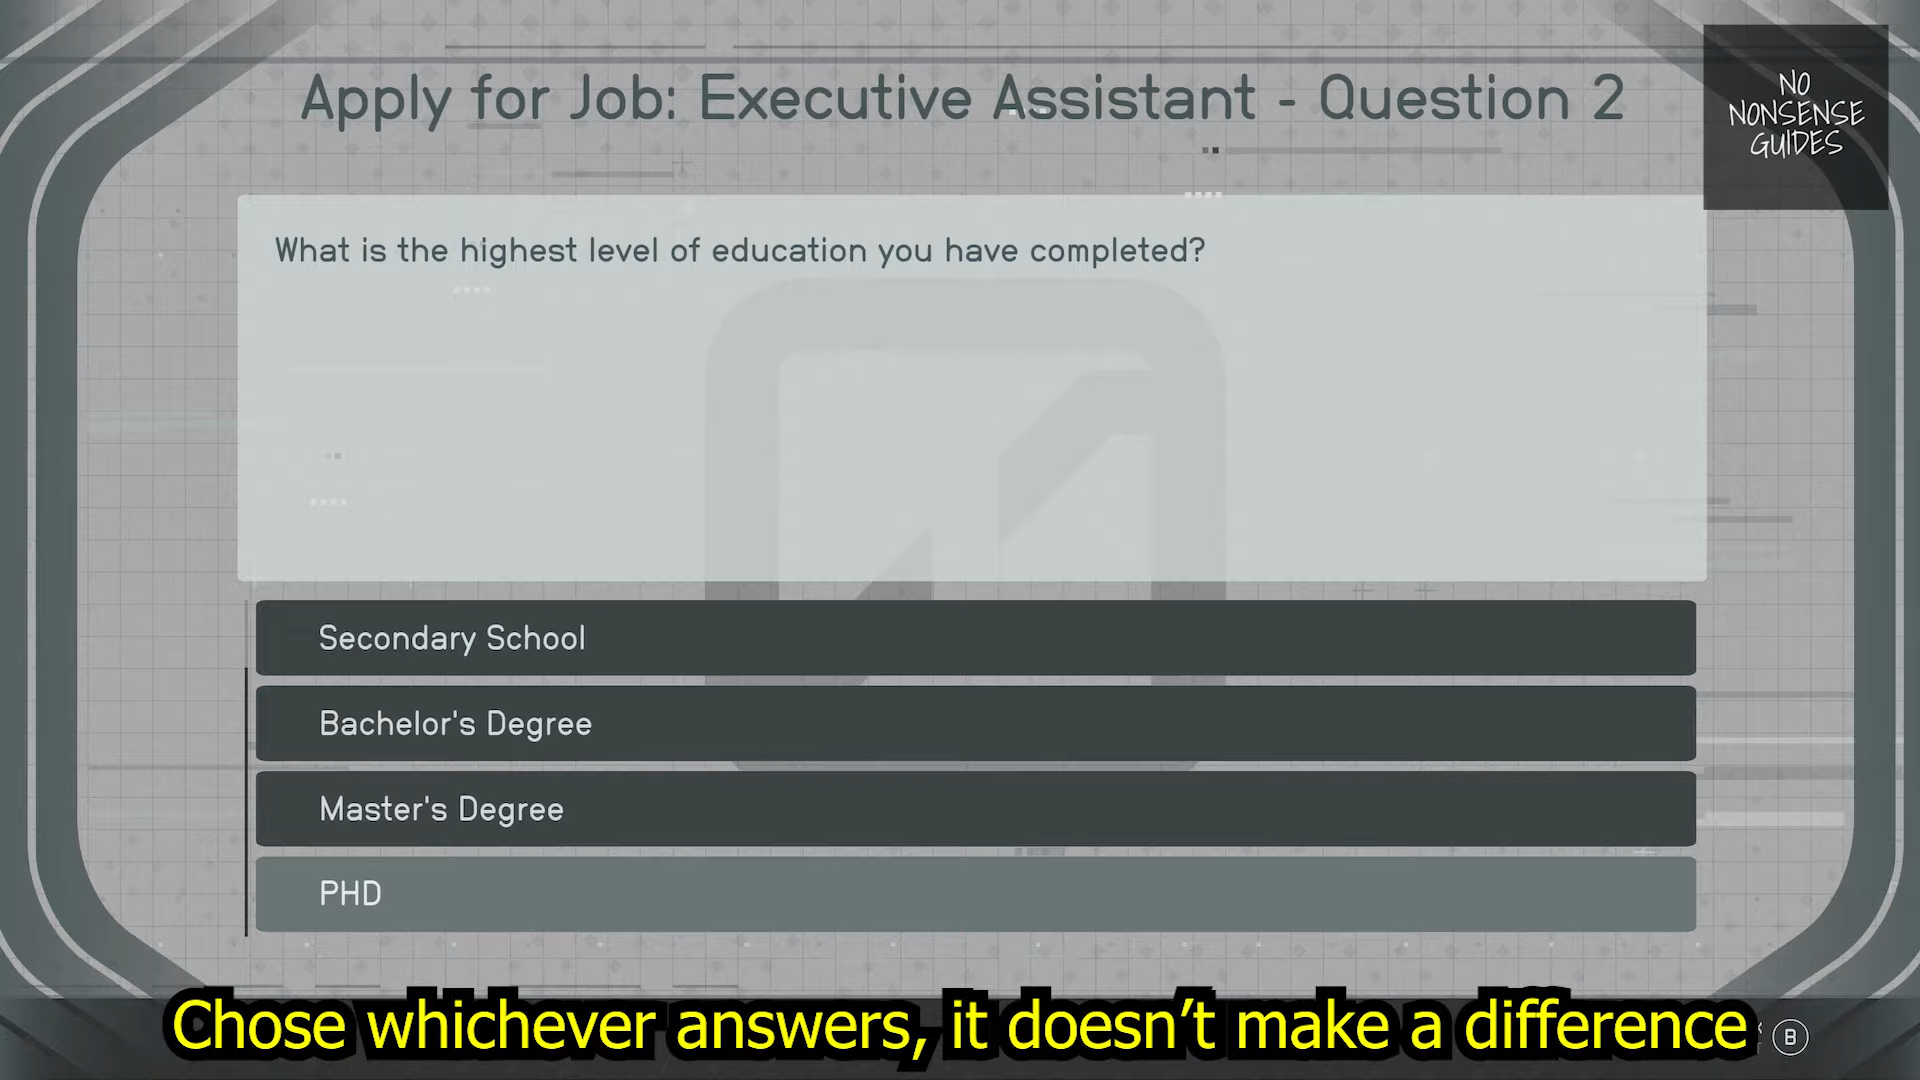 Apply for Job: Executive Assistant - Question 2
NO
NONSENSE
GUIDES
What is the highest level of education you have completed?
Secondary School
Bachelor's Degree
Master's Degree
PHD
Chose whichever answers, it doesn’t make a difference
B